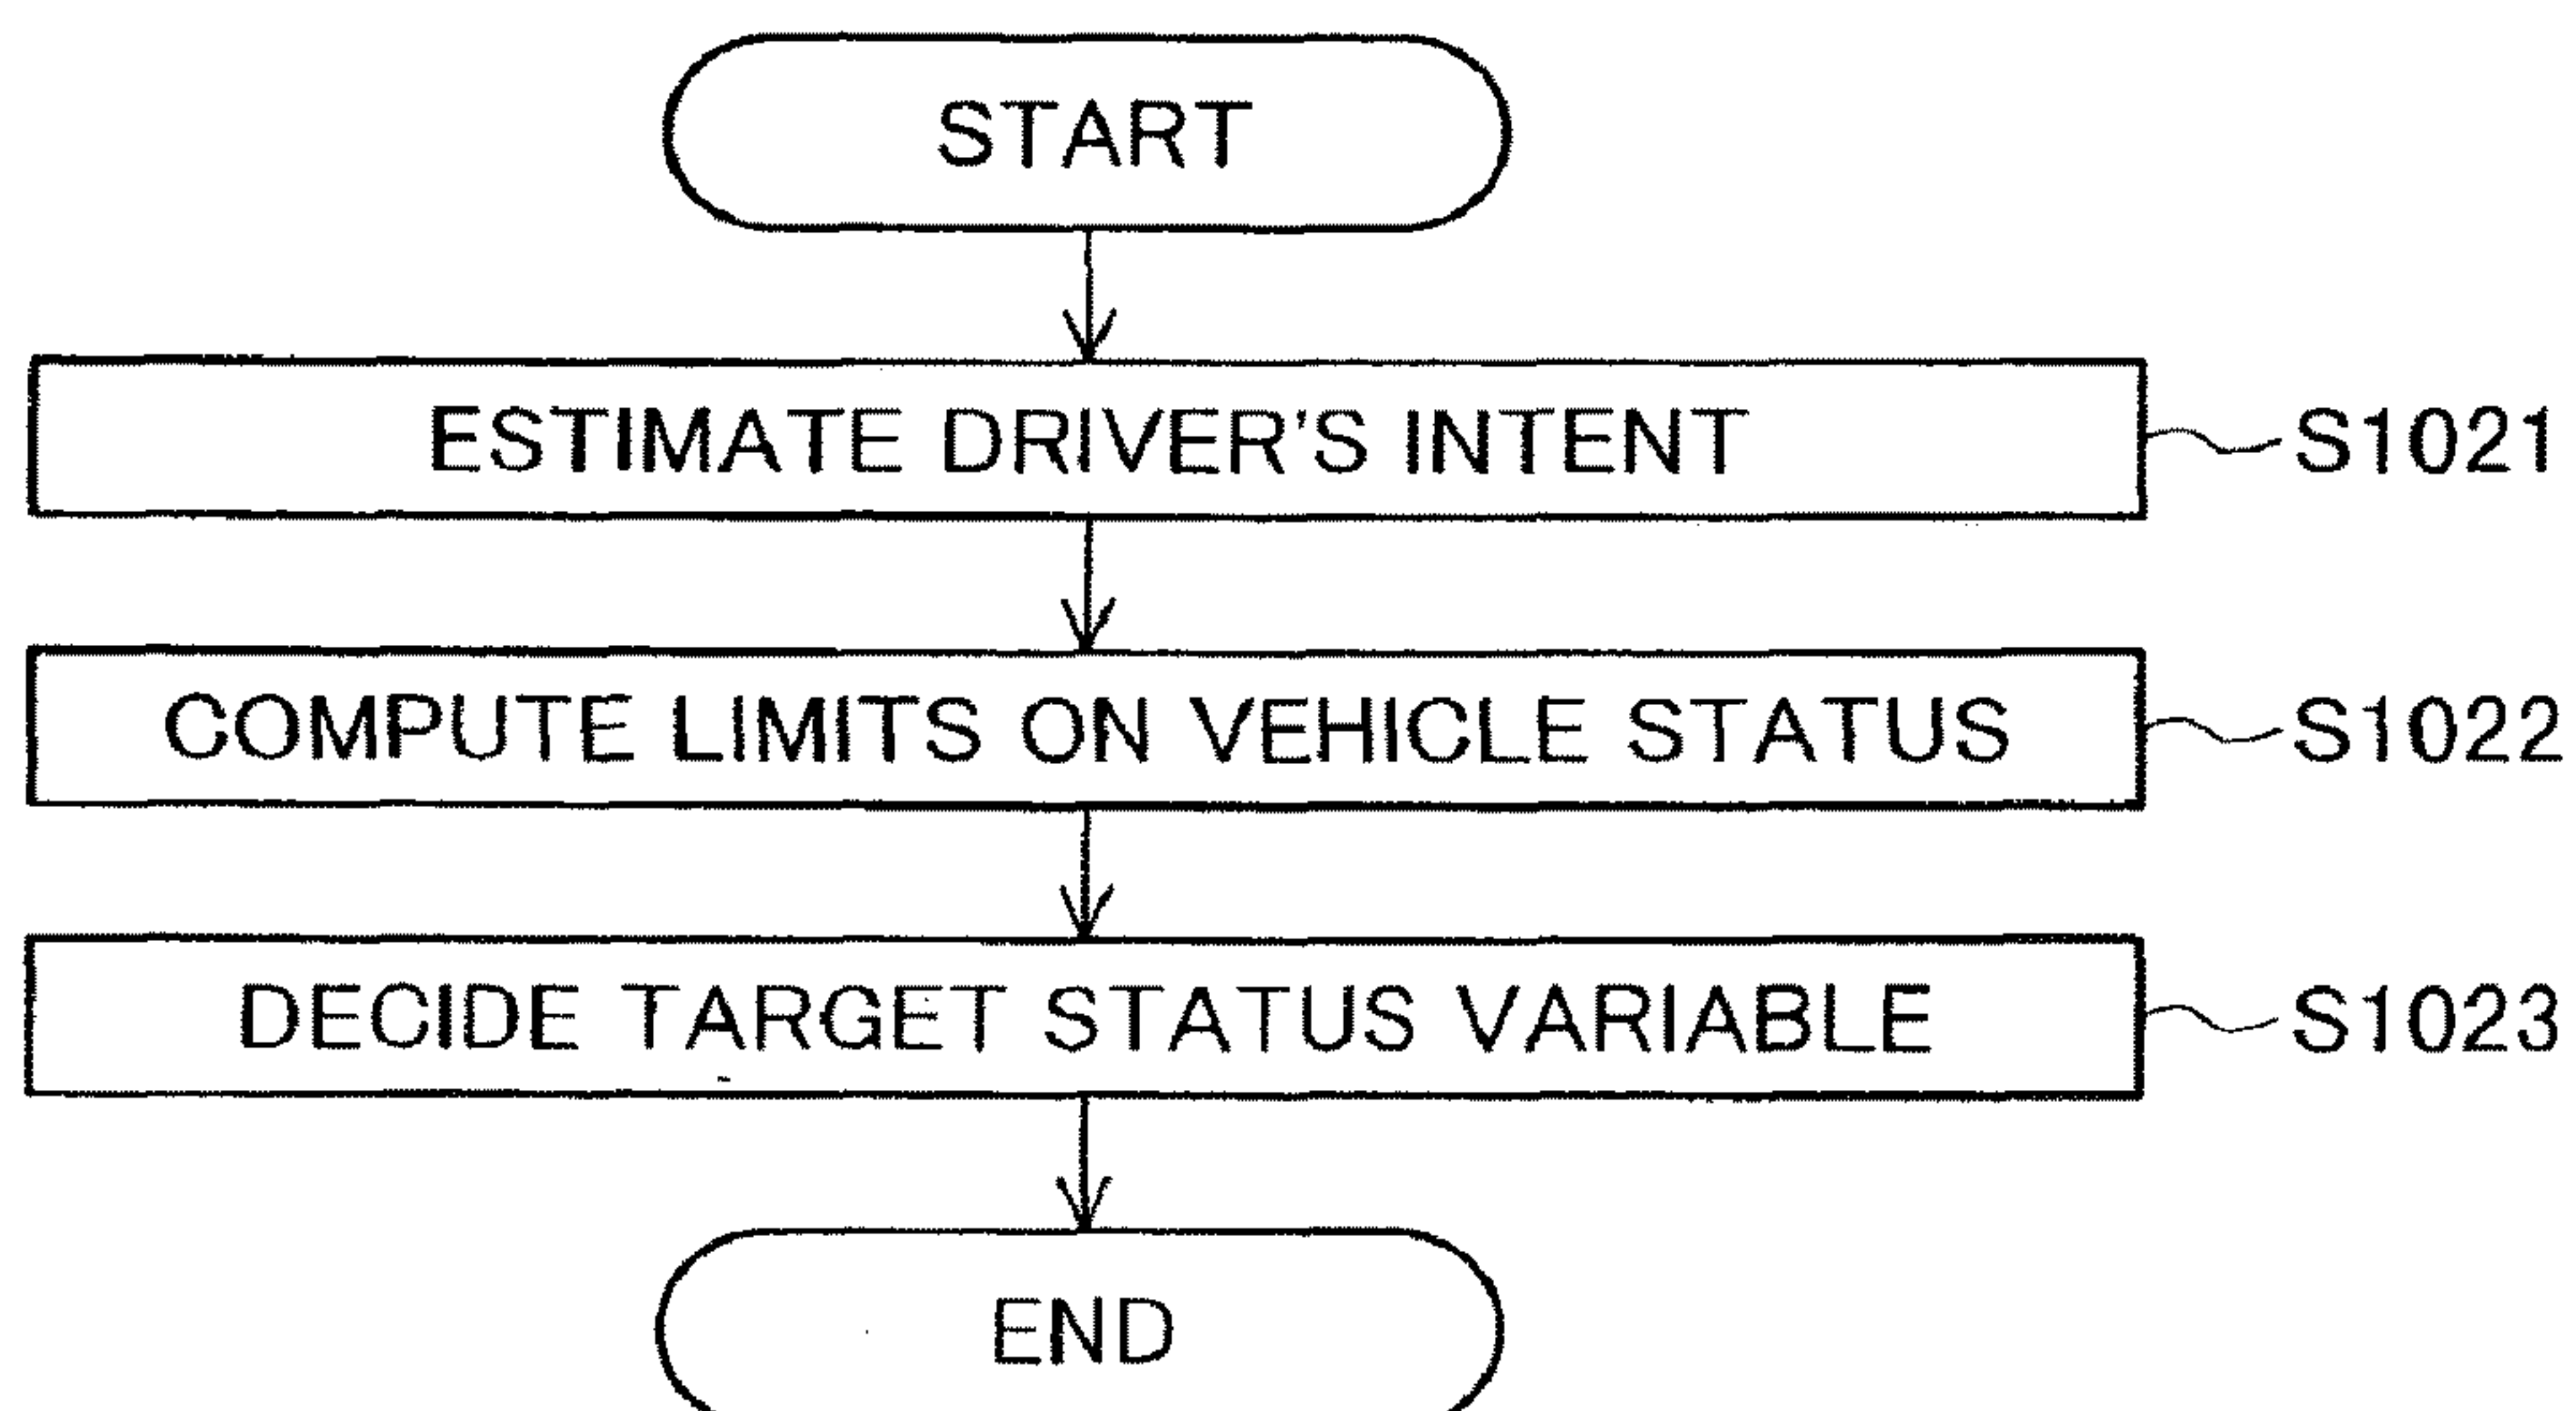 START
ESTIMATE DRIVER'S INTENT
S1021
COMPUTE LIMITS ON VEHICLE STATUS
S1022
DECIDE TARGET STATUS VARIABLE
S1023
END